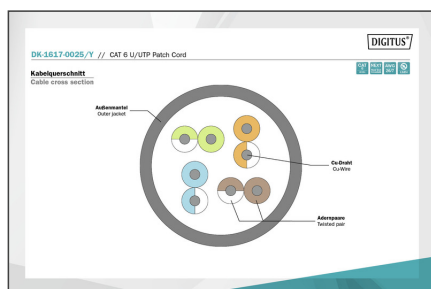 DIGITUS®
DK-1617-0025/Y // CAT 6 U/UTP Patch Cord
Kabelquerschnitt
Cable cross section
Außenmantel
Outer jacket
Cu-Draht
Cu-Wire
Adernpaare
Twisted pair